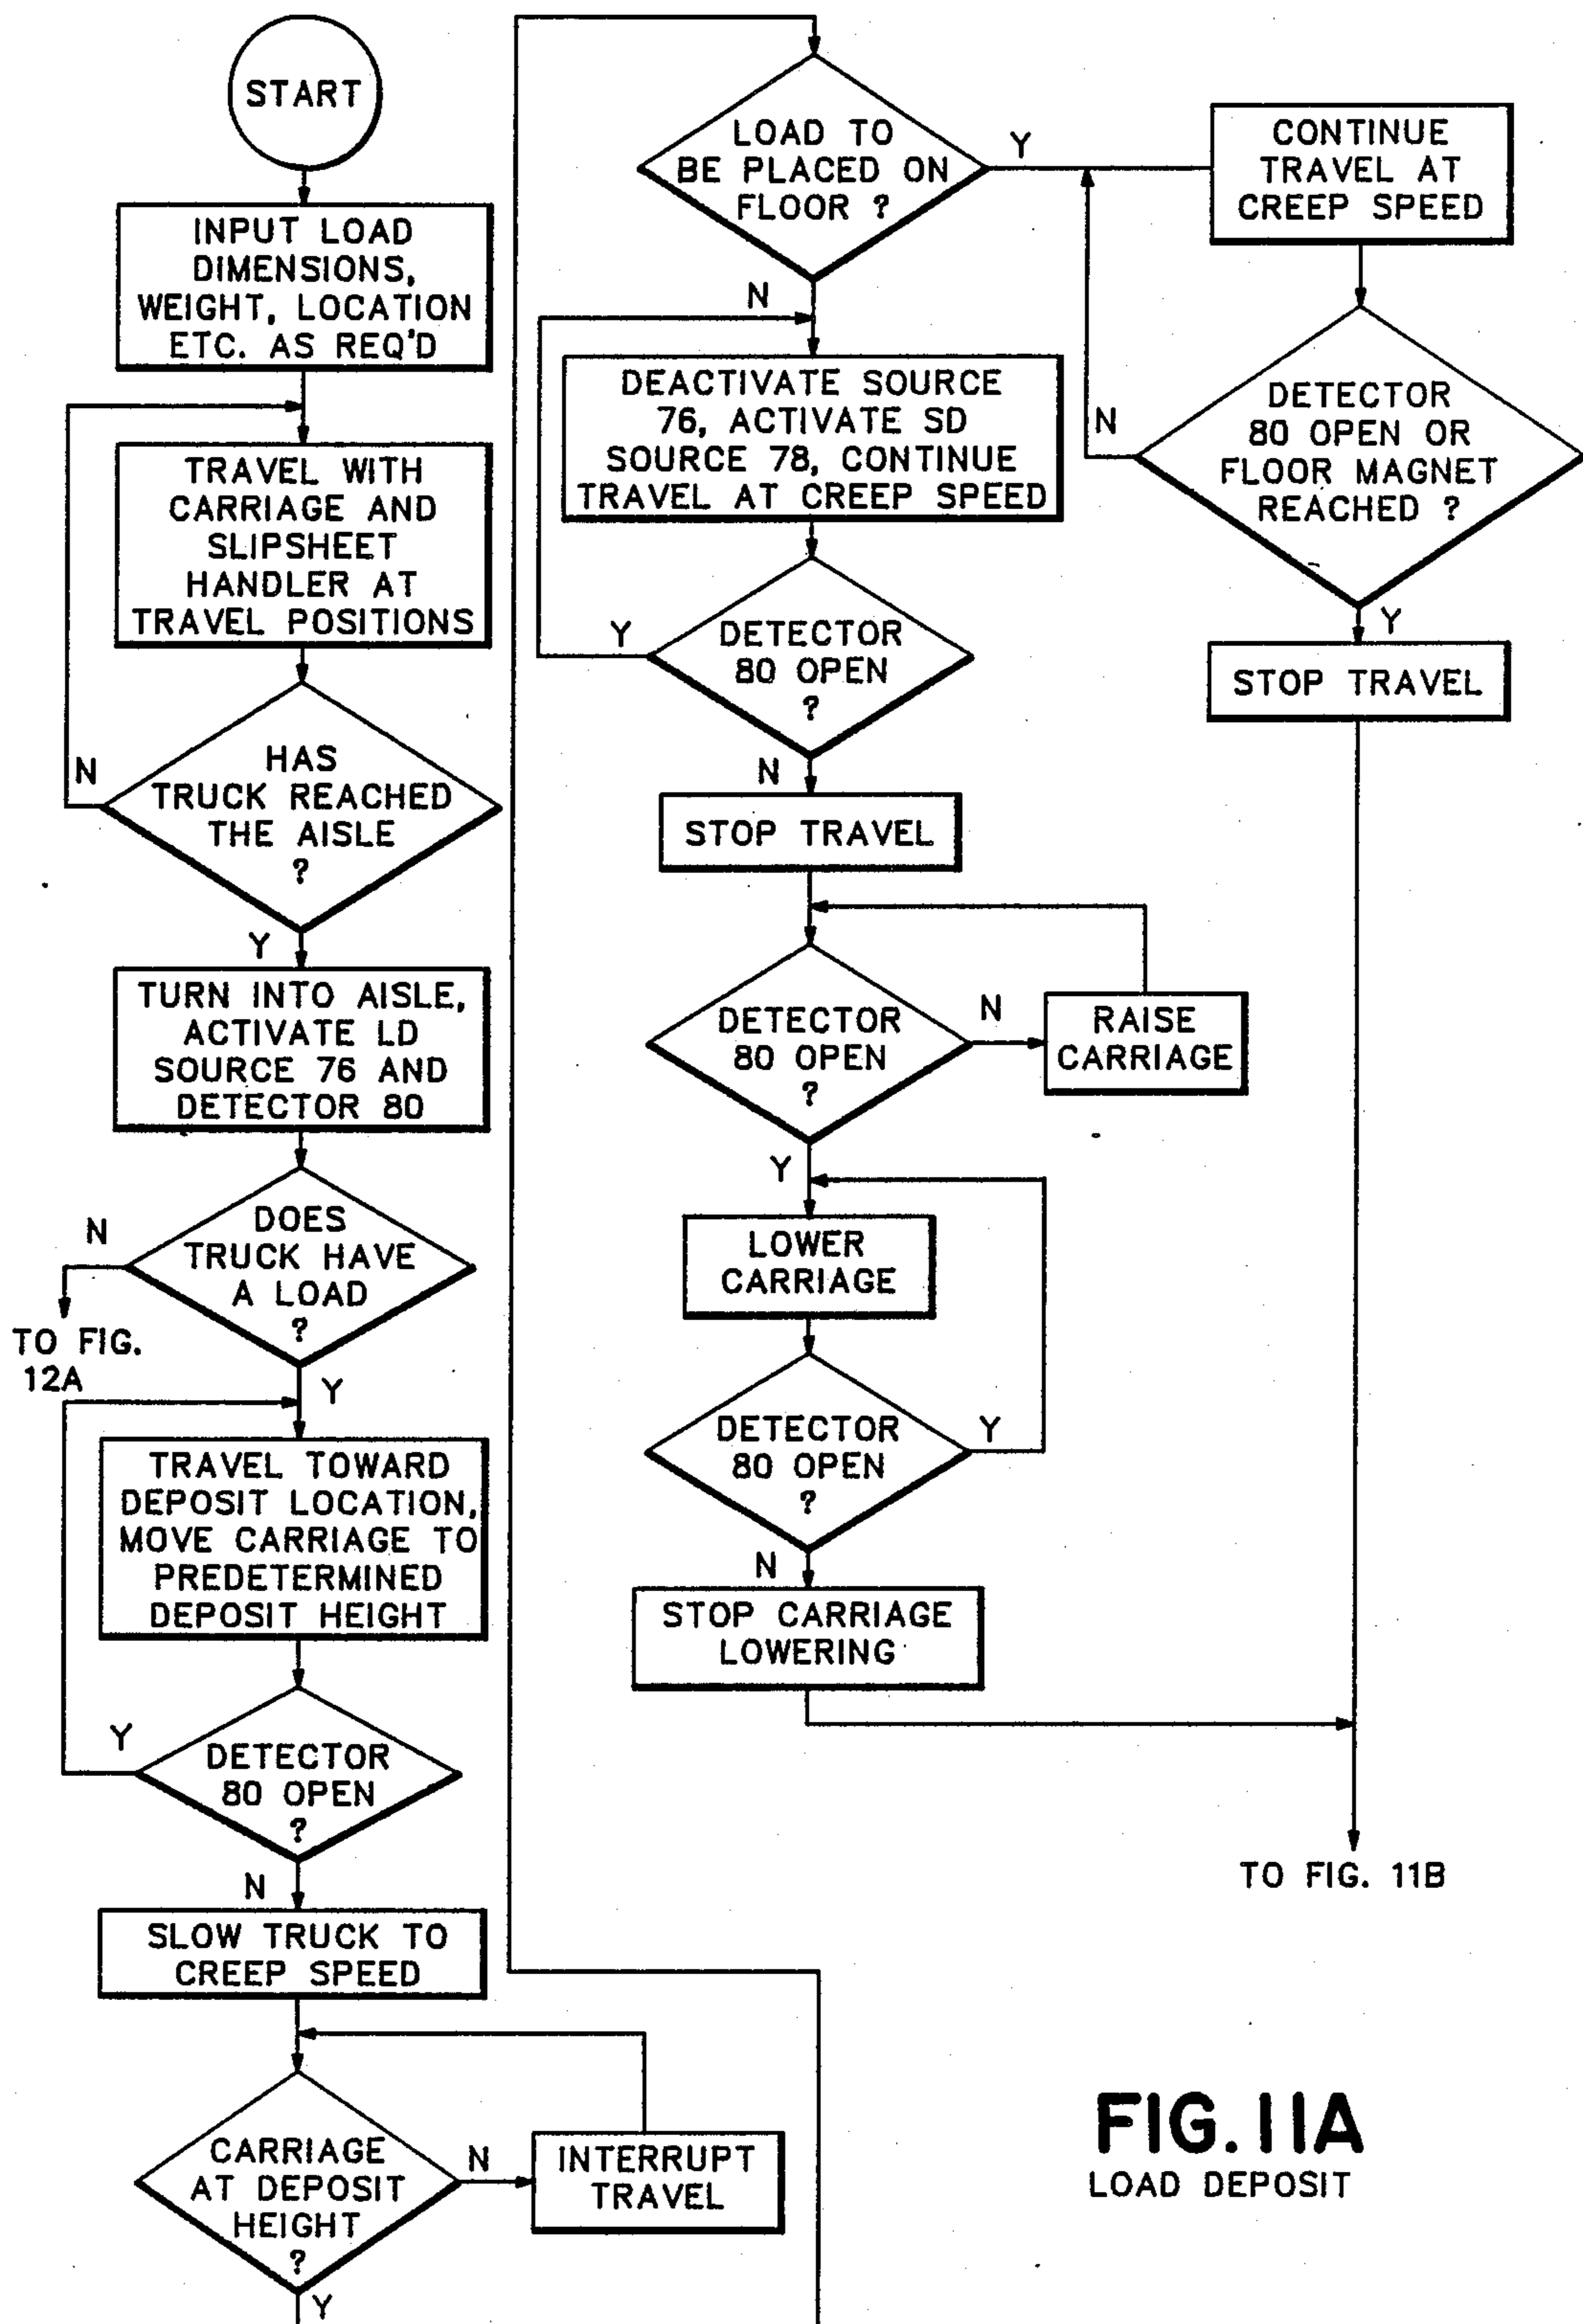 START
INPUT LOAD
DIMENSIONS,
WEIGHT, LOCATION
ETC. AS REQ'D
TRAVEL WITH
CARRIAGE AND
SLIPSHEET
HANDLER AT
TRAVEL POSITIONS
N
HAS
TRUCK REACHED
THE AISLE
?
Y
TURN INTO AISLE,
ACTIVATE LD
SOURCE 76 AND
DETECTOR 80
N
DOES
TRUCK HAVE
A LOAD
?
TO FIG.
12A
Y
TRAVEL TOWARD
DEPOSIT LOCATION,
MOVE CARRIAGE TO
PREDETERMINED
DEPOSIT HEIGHT
Y
DETECTOR
80 OPEN
?
N
SLOW TRUCK TO
CREEP SPEED
CARRIAGE
AT DEPOSIT
HEIGHT
?
N
INTERRUPT
TRAVEL
Y
LOAD TO
BE PLACED ON
FLOOR ?
Y
N
DEACTIVATE SOURCE
76, ACTIVATE SD
SOURCE 78, CONTINUE
TRAVEL AT CREEP SPEED
Y
DETECTOR
80 OPEN
?
N
STOP TRAVEL
DETECTOR
80 OPEN
?
N
RAISE
CARRIAGE
Y
LOWER
CARRIAGE
DETECTOR
80 OPEN
?
Y
N
STOP CARRIAGE
LOWERING
CONTINUE
TRAVEL AT
CREEP SPEED
N
DETECTOR
80 OPEN OR
FLOOR MAGNET
REACHED ?
Y
STOP TRAVEL
TO FIG. 11B
FIG. 11A
LOAD DEPOSIT